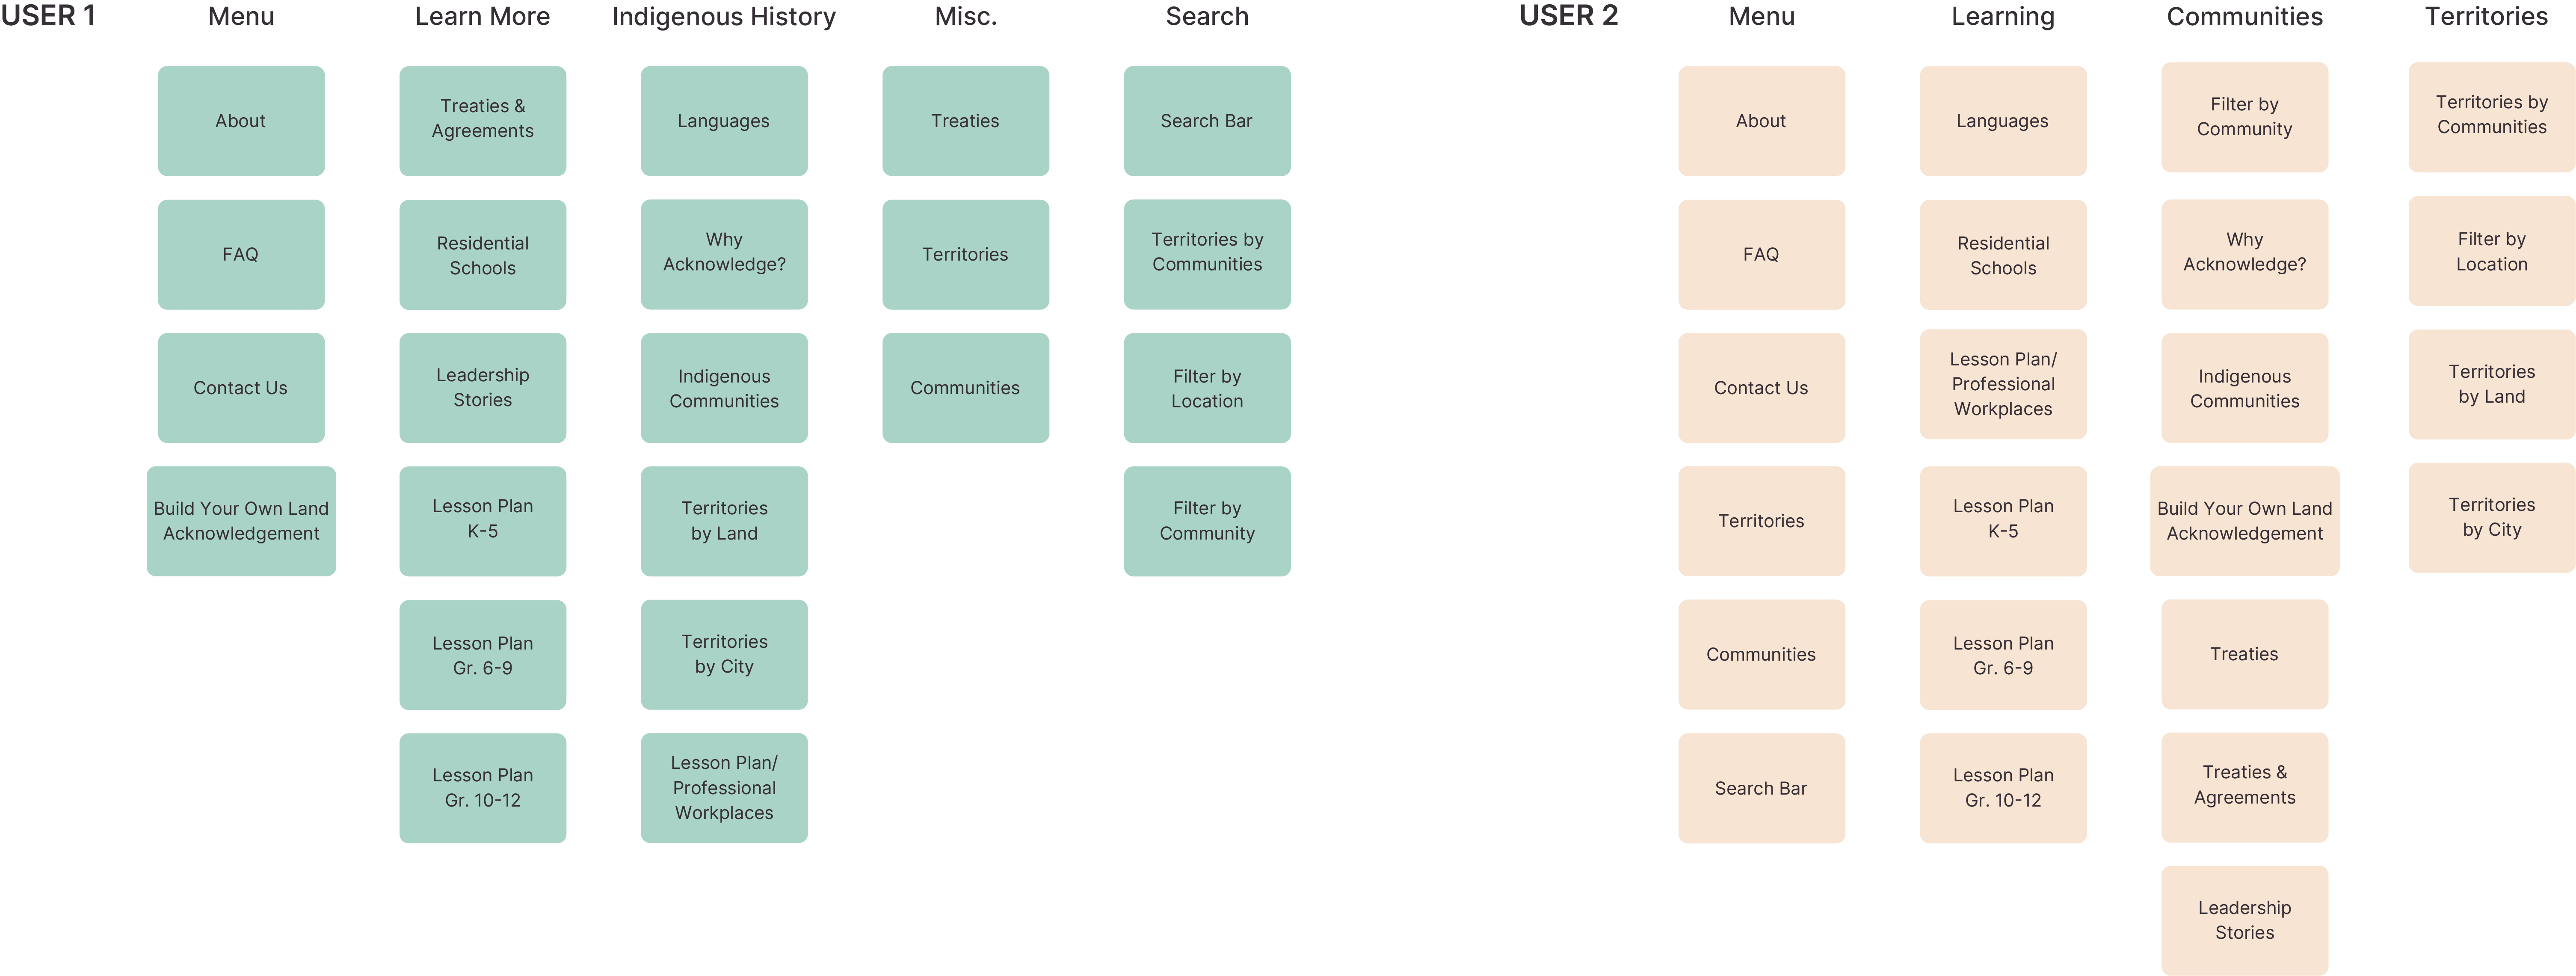 USER 1
Menu
About
FAQ
Contact Us
Build Your Own Land
Acknowledgement
Learn More
Treaties &
Agreements
Residential
Schools
Leadership
Stories
Lesson Plan
K-5
Lesson Plan
Gr. 6-9
Lesson Plan
Gr. 10-12
Indigenous History
Languages
Why
Acknowledge?
Indigenous
Communities
Territories
by Land
Territories
by City
Lesson Plan/
Professional
Workplaces
Misc.
Treaties
Territories
Communities
Search
Search Bar
Territories by
Communities
Filter by
Location
Filter by
Community
USER 2
Menu
About
FAQ
Contact Us
Territories
Communities
Search Bar
Learning
Languages
Residential
Schools
Lesson Plan/
Professional
Workplaces
Lesson Plan
K-5
Lesson Plan
Gr. 6-9
Lesson Plan
Gr. 10-12
Communities
Filter by
Community
Why
Acknowledge?
Indigenous
Communities
Build Your Own Land
Acknowledgement
Treaties
Treaties &
Agreements
Leadership
Stories
Territories
Territories by
Communities
Filter by
Location
Territories
by Land
Territories
by City